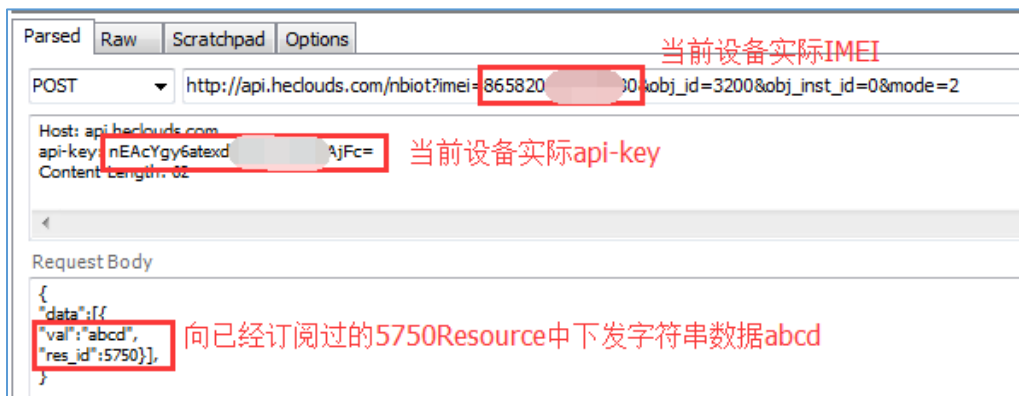 Parsed Raw Scratchpad Options
当前设备实际IMEI
POST http://api.heclouds.com/nbiot?imei=865820 30&obj_id=3200&obj_inst_id=0&mode=2
Host: api.heclouds.com
api-key: nEAcYgy6atexd AjFc=
当前设备实际api-key
Content-Length: 62
Request Body
{
"data":[{
"val":"abcd",
向已经订阅过的5750Resource中下发字符串数据abcd
"res_id":5750}],
}